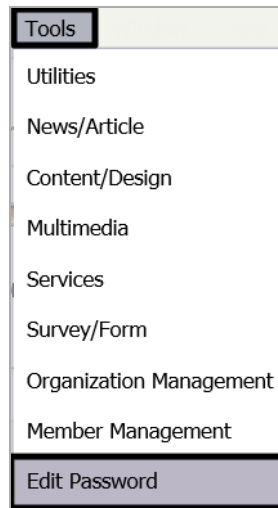 Tools
Utilities
News/Article
Content/Design
Multimedia
Services
Survey/Form
Organization Management
Member Management
Edit Password